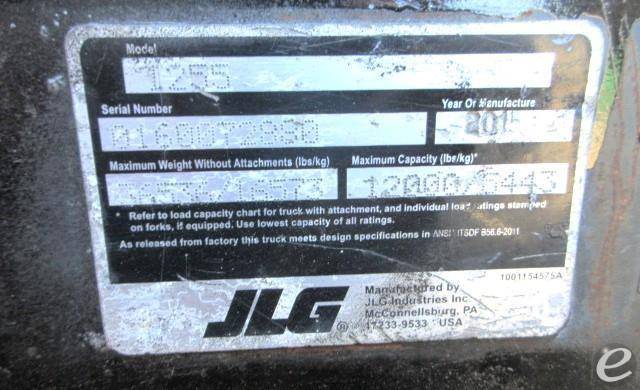 Model
1255
Serial Number
Year Of Manufacture
0160072990
Maximum Weight Without Attachments (lbs/kg)
Maximum Capacity (lbs/kg)*
12000/5443
* Refer to load capacity chart for truck with attachment, and individual load ratings stamped
on forks, if equipped. Use lowest capacity of all ratings.
As released from factory this truck meets design specifications in ANSI ITSDF B56.6-2011
1001154575A
JLG®
Manufactured by
JLG Industries Inc.
McConnellsburg, PA
17233-9533 USA
e